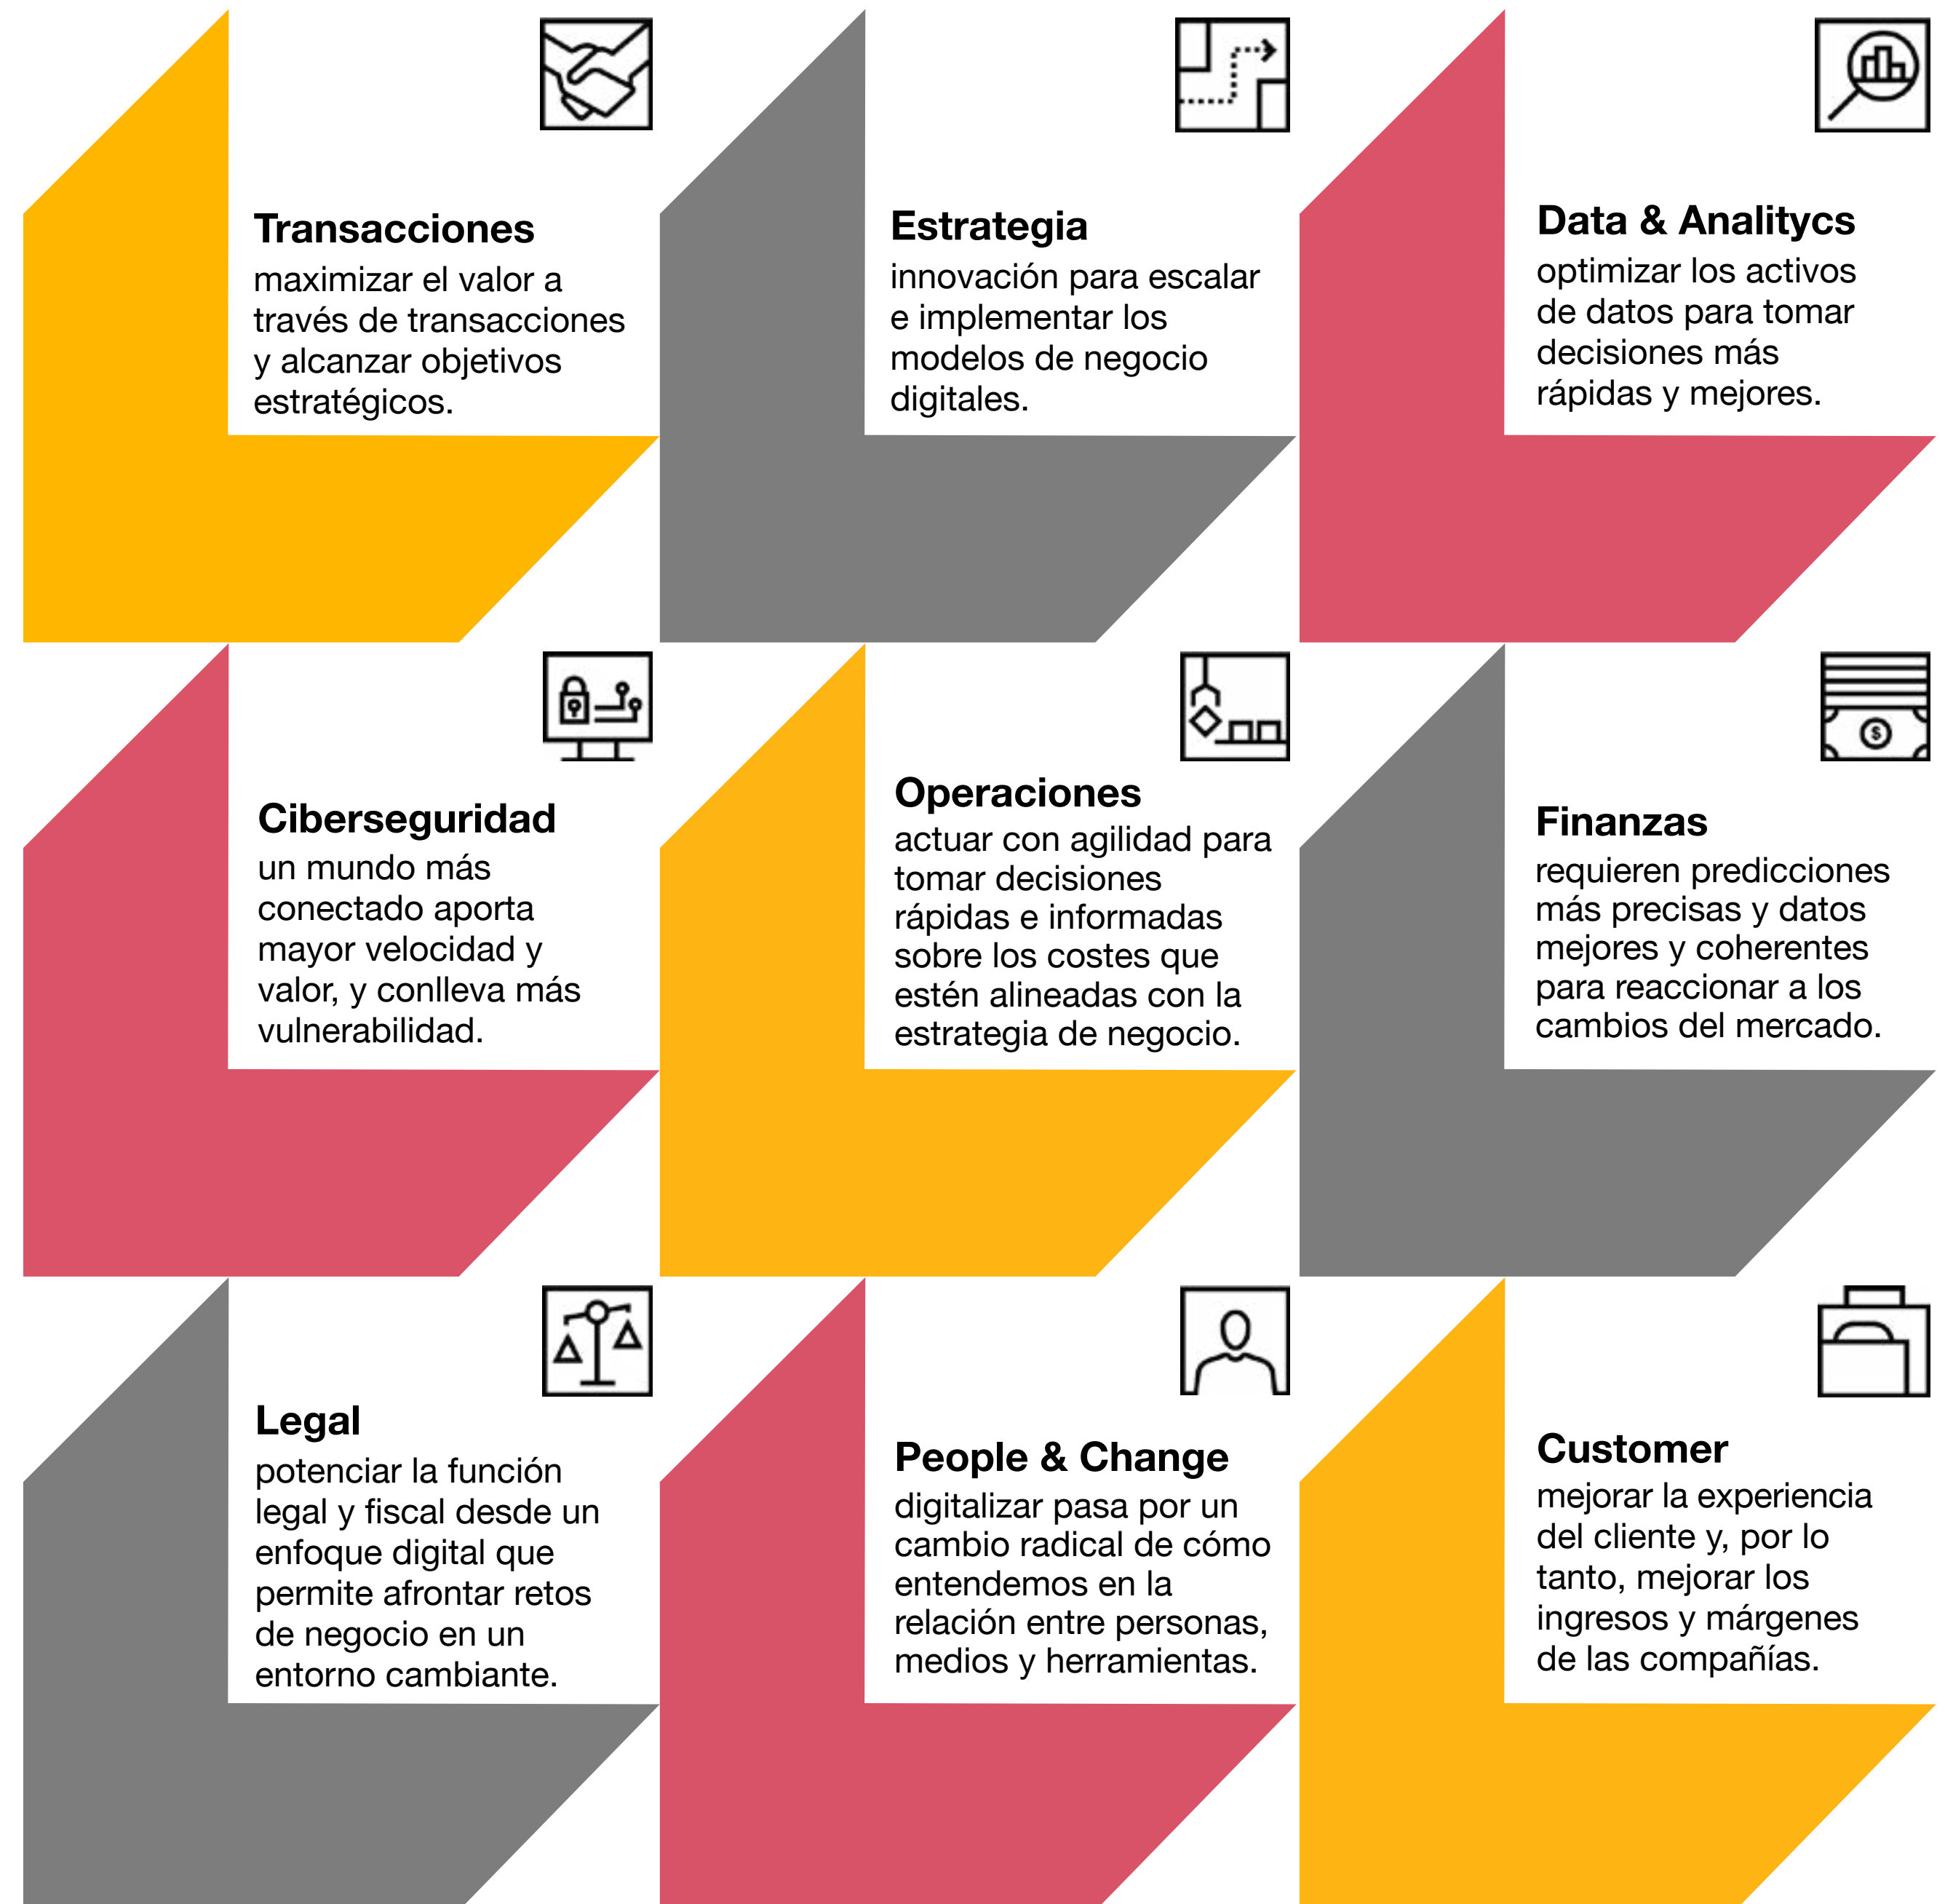 Transacciones
maximizar el valor a
través de transacciones
y alcanzar objetivos
estratégicos.
Estrategia
innovación para escalar
e implementar los
modelos de negocio
digitales.
Data & Analitycs
optimizar los activos
de datos para tomar
decisiones más
rápidas y mejores.
Ciberseguridad
un mundo más
conectado aporta
mayor velocidad y
valor, y conlleva más
vulnerabilidad.
Operaciones
actuar con agilidad para
tomar decisiones
rápidas e informadas
sobre los costes que
estén alineadas con la
estrategia de negocio.
$
Finanzas
requieren predicciones
más precisas y datos
mejores y coherentes
para reaccionar a los
cambios del mercado.
Legal
potenciar la función
legal y fiscal desde un
enfoque digital que
permite afrontar retos
de negocio en un
entorno cambiante.
People & Change
digitalizar pasa por un
cambio radical de cómo
entendemos en la
relación entre personas,
medios y herramientas.
Customer
mejorar la experiencia
del cliente y, por lo
tanto, mejorar los
ingresos y márgenes
de las compañías.